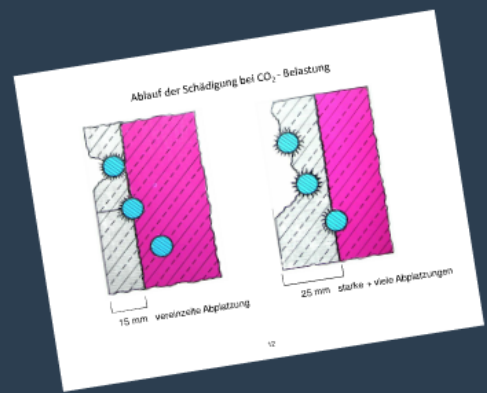 Ablauf der Schädigung bei CO₂ - Belastung
15 mm vereinzelte Abplatzung
25 mm starke + viele Abplatzungen
12